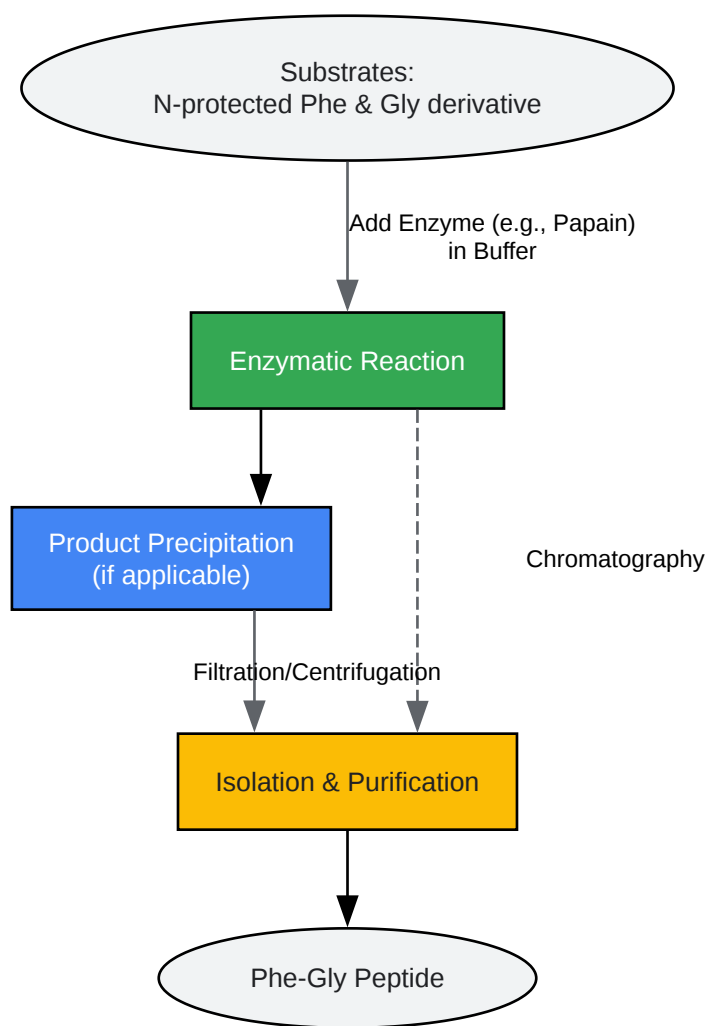 Substrates:
N-protected Phe & Gly derivative
Add Enzyme (e.g., Papain)
in Buffer
Enzymatic Reaction
Product Precipitation
(if applicable)
Chromatography
Filtration/Centrifugation
Isolation & Purification
Phe-Gly Peptide